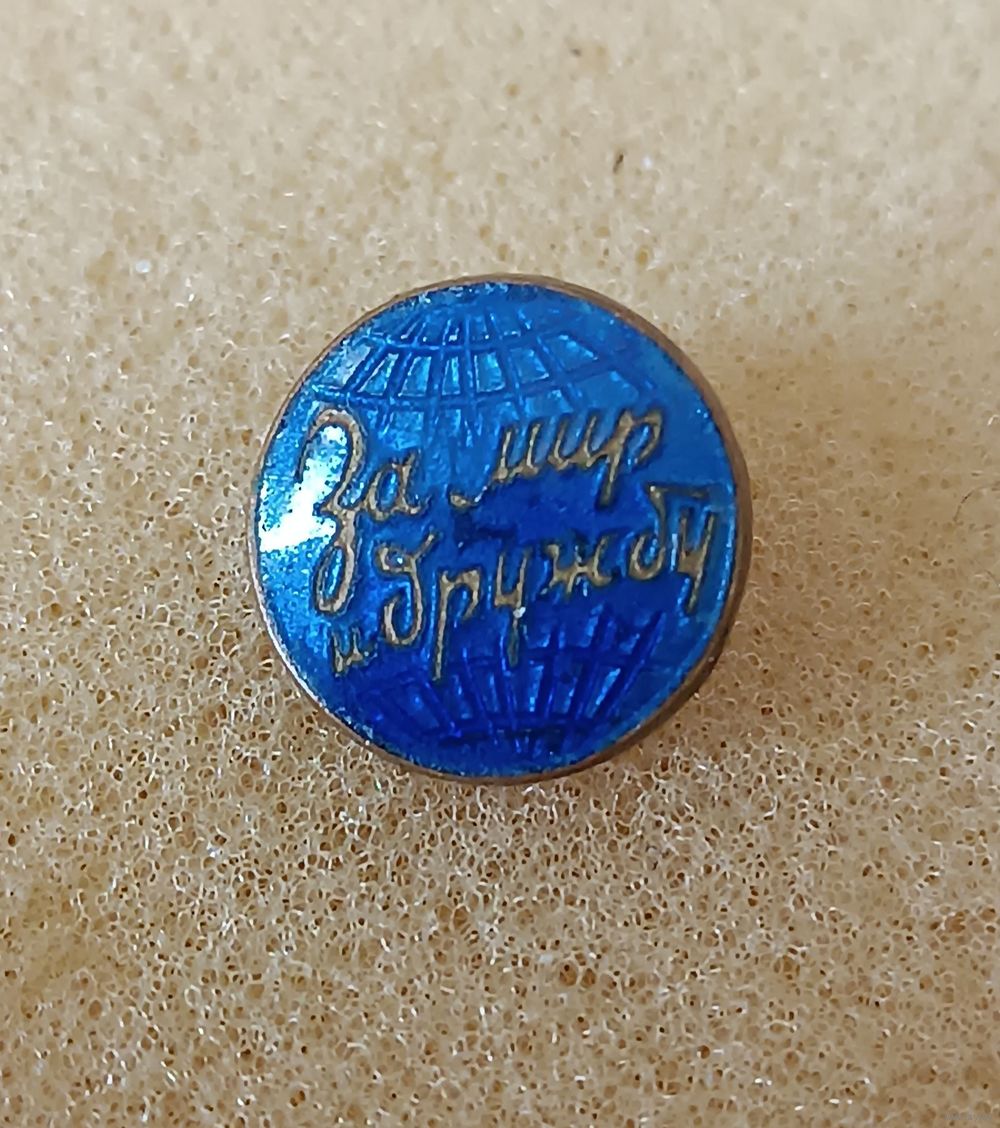 За мир
и дружбу